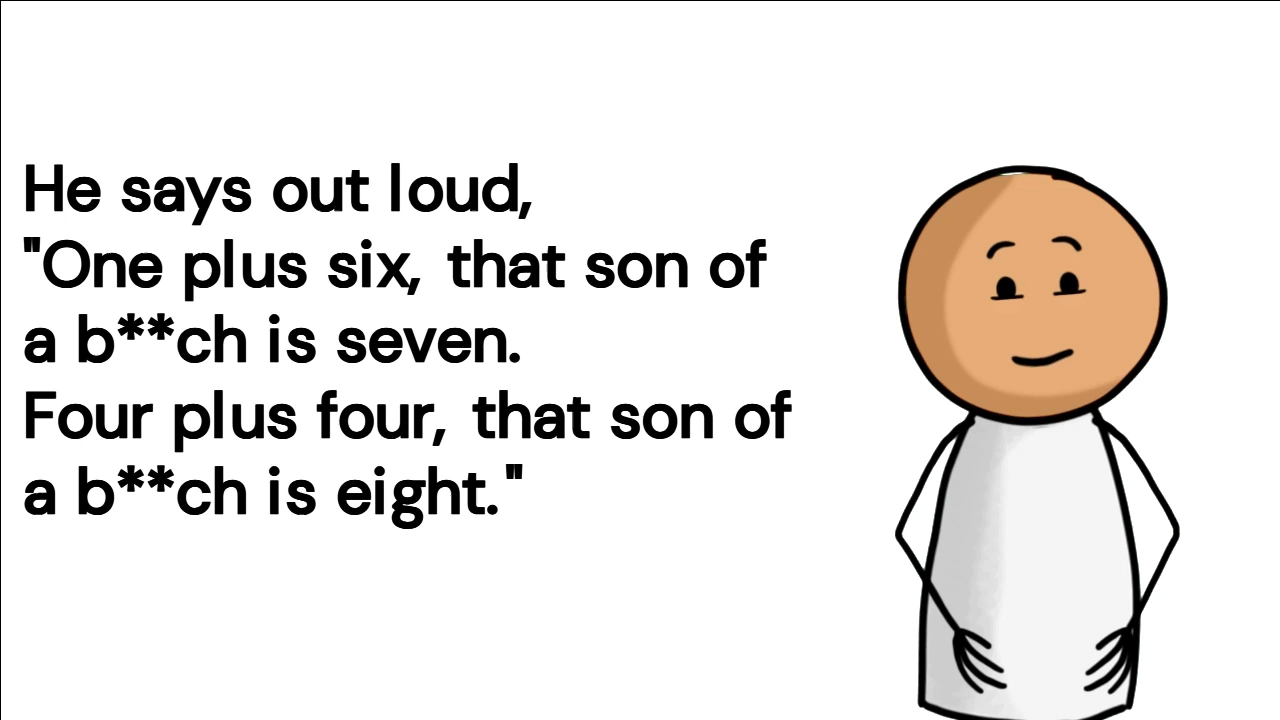 He says out loud,
"One plus six, that son of
a b**ch is seven.
Four plus four, that son of
a b**ch is eight."